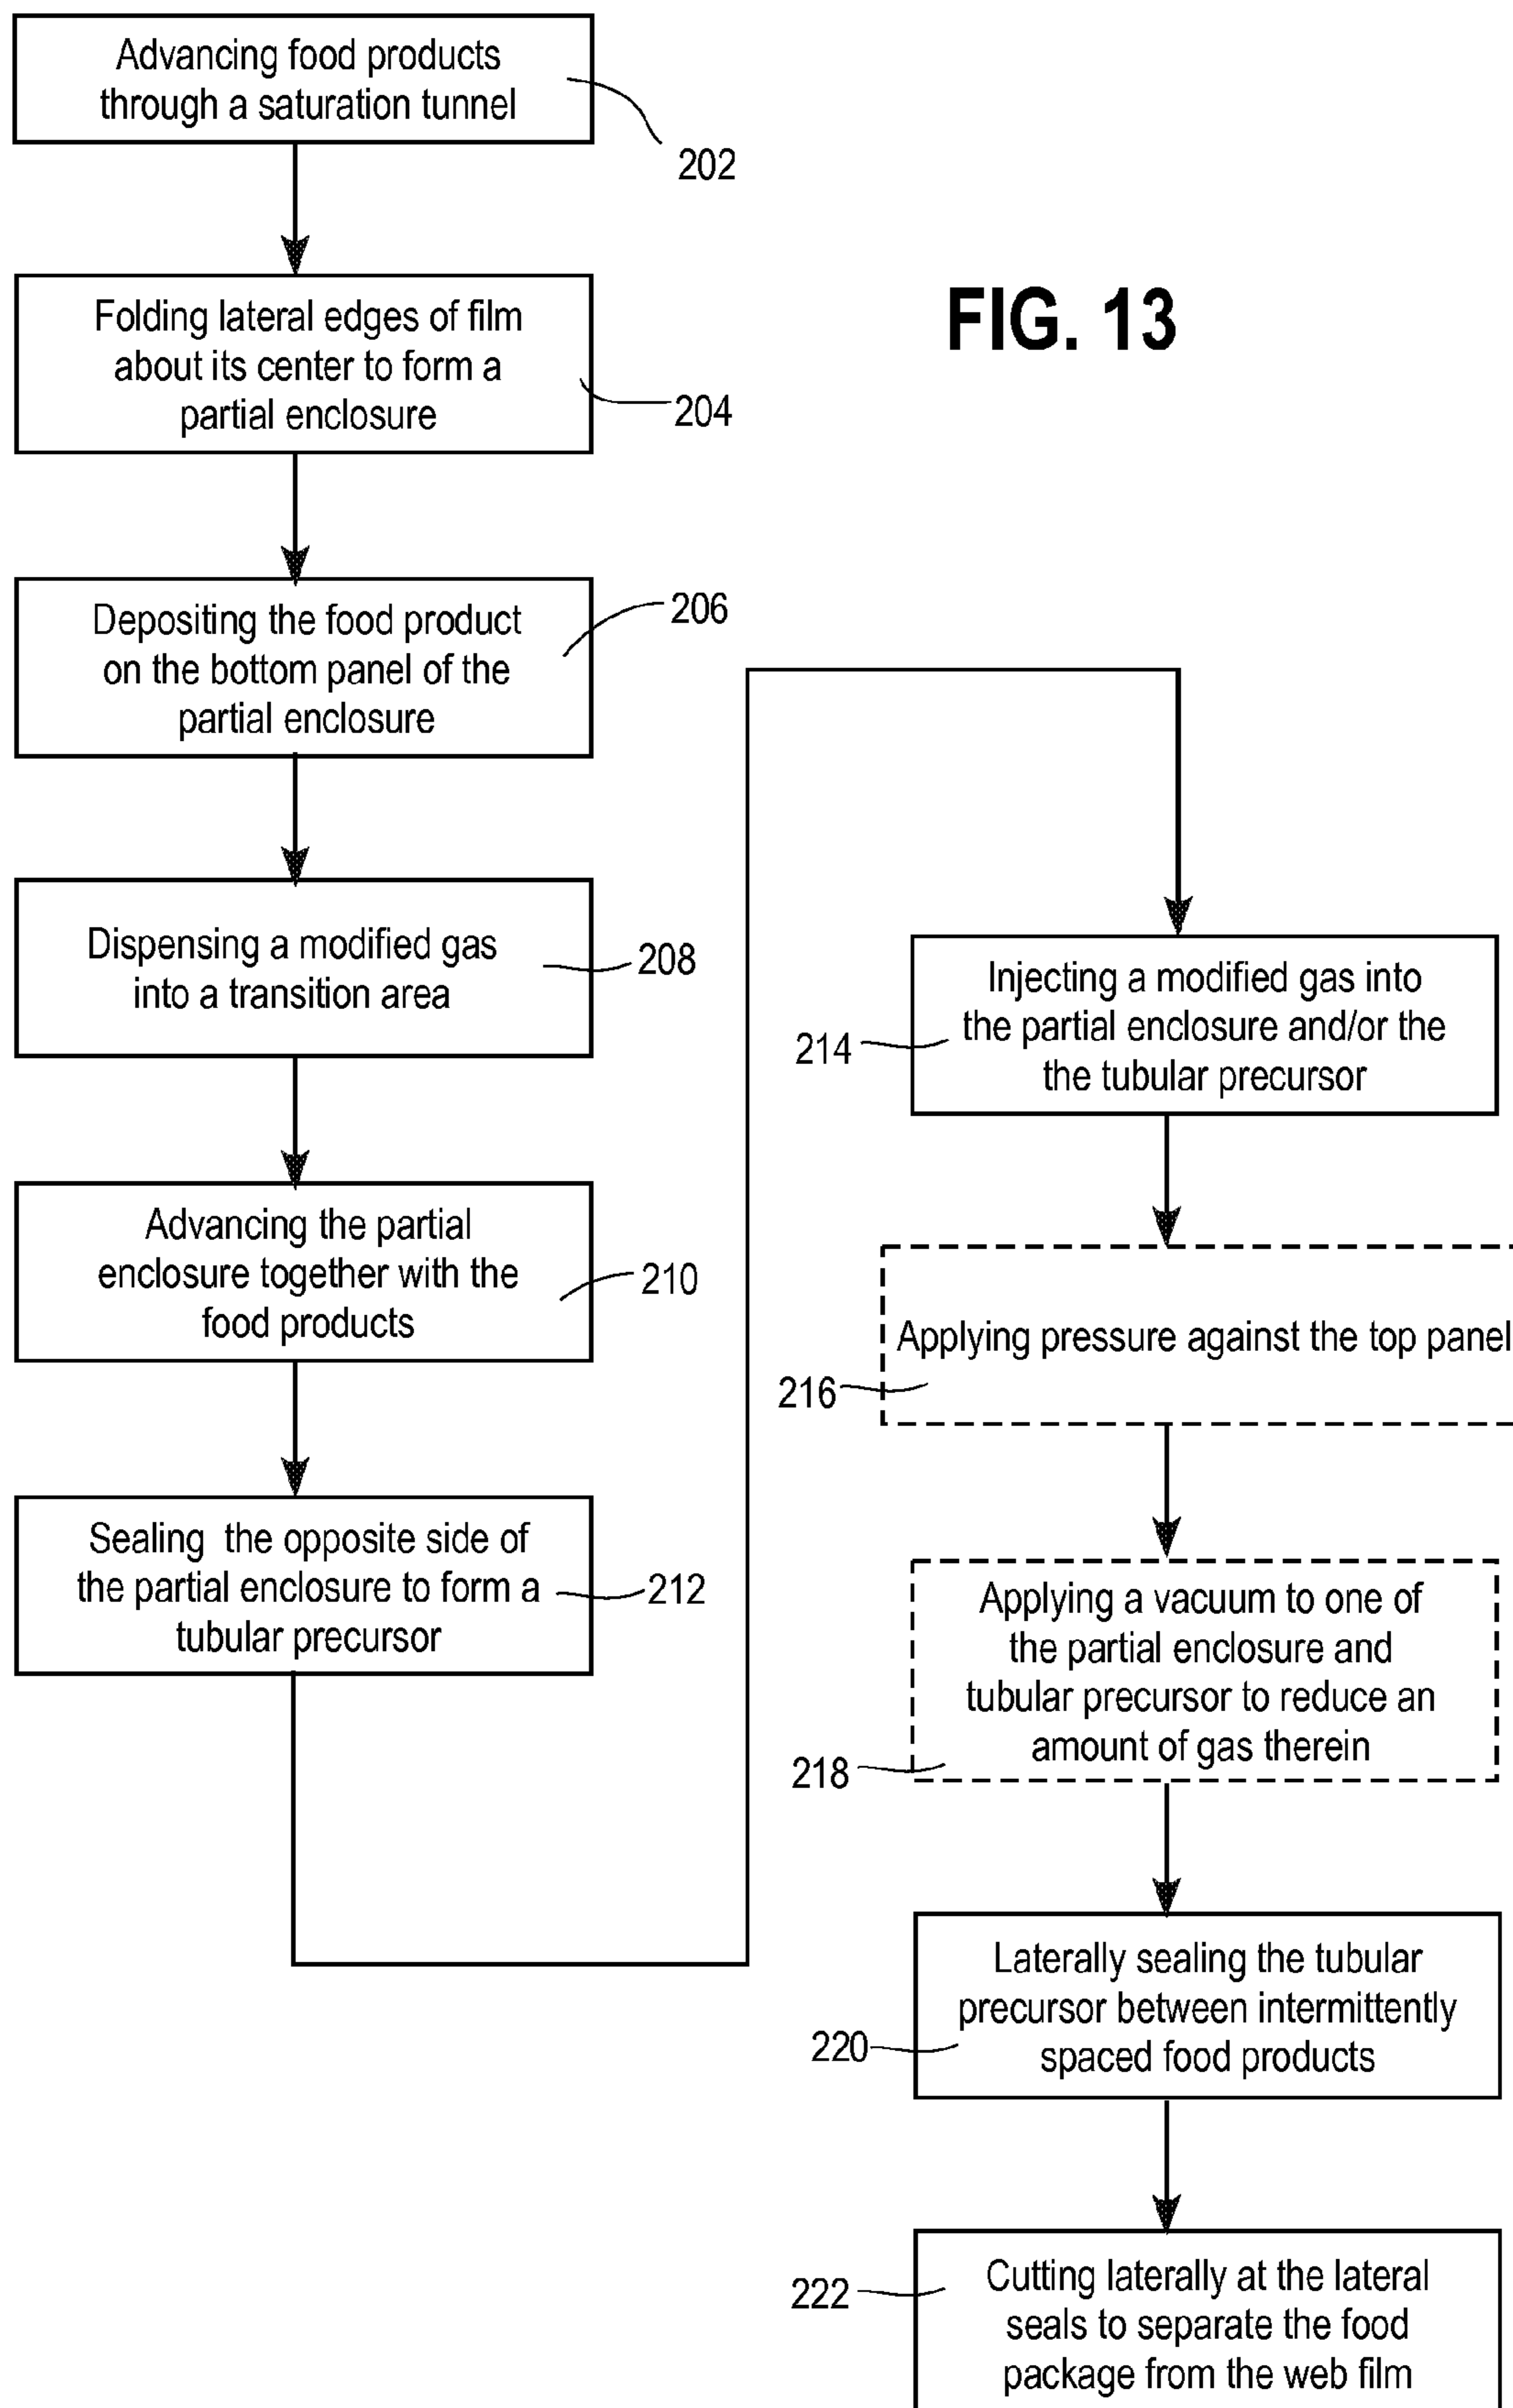 Advancing food products
through a saturation tunnel
202
Folding lateral edges of film
about its center to form a
partial enclosure
204
FIG. 13
Depositing the food product
on the bottom panel of the
partial enclosure
206
Dispensing a modified gas
into a transition area
208
Advancing the partial
enclosure together with the
food products
210
Sealing the opposite side of
the partial enclosure to form a
tubular precursor
212
Injecting a modified gas into
the partial enclosure and/or the
the tubular precursor
214
Applying pressure against the top panel
216
Applying a vacuum to one of
the partial enclosure and
tubular precursor to reduce an
amount of gas therein
218
Laterally sealing the tubular
precursor between intermittently
spaced food products
220
Cutting laterally at the lateral
seals to separate the food
package from the web film
222